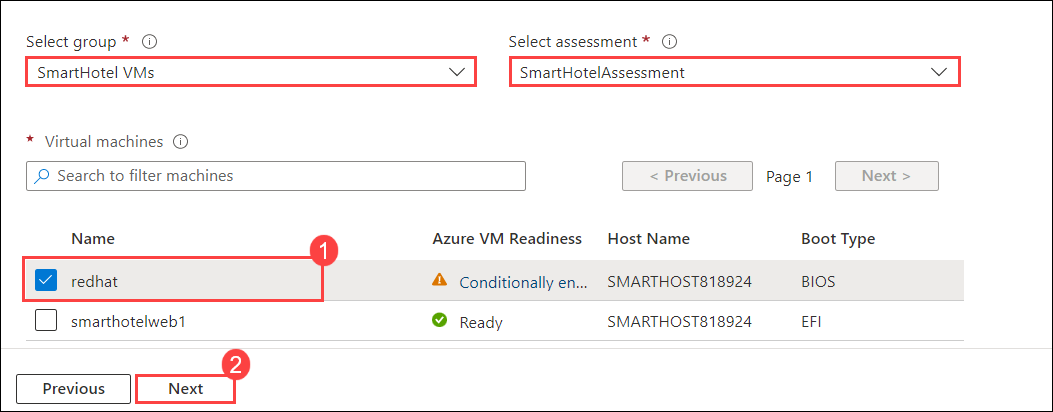 Select group * Select assessment *
SmartHotel VMs SmartHotelAssessment
* Virtual machines
Search to filter machines < Previous Page 1 Next >
Name Azure VM Readiness Host Name Boot Type
1
redhat Conditionally en... SMARTHOST818924 BIOS
smarthotelweb1 Ready SMARTHOST818924 EFI
2
Previous Next